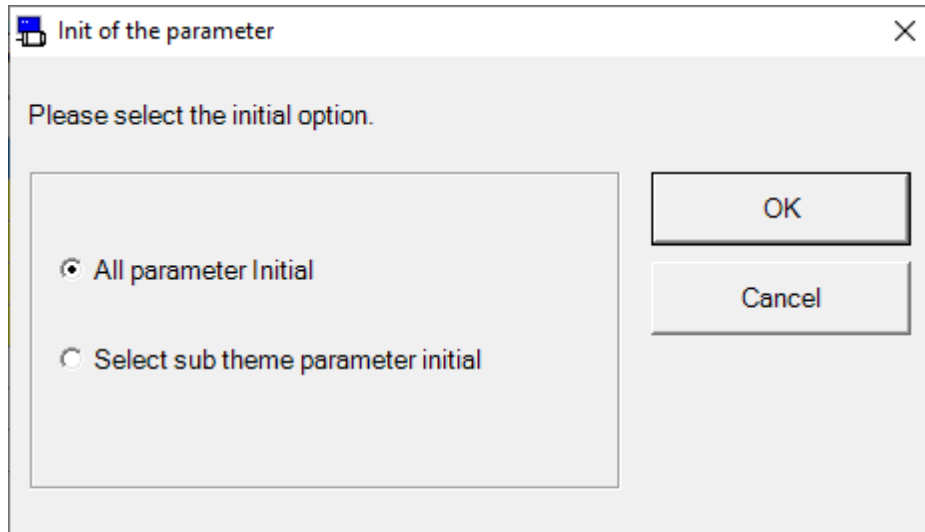 Init of the parameter
Please select the initial option.
All parameter Initial
Select sub theme parameter initial
OK
Cancel